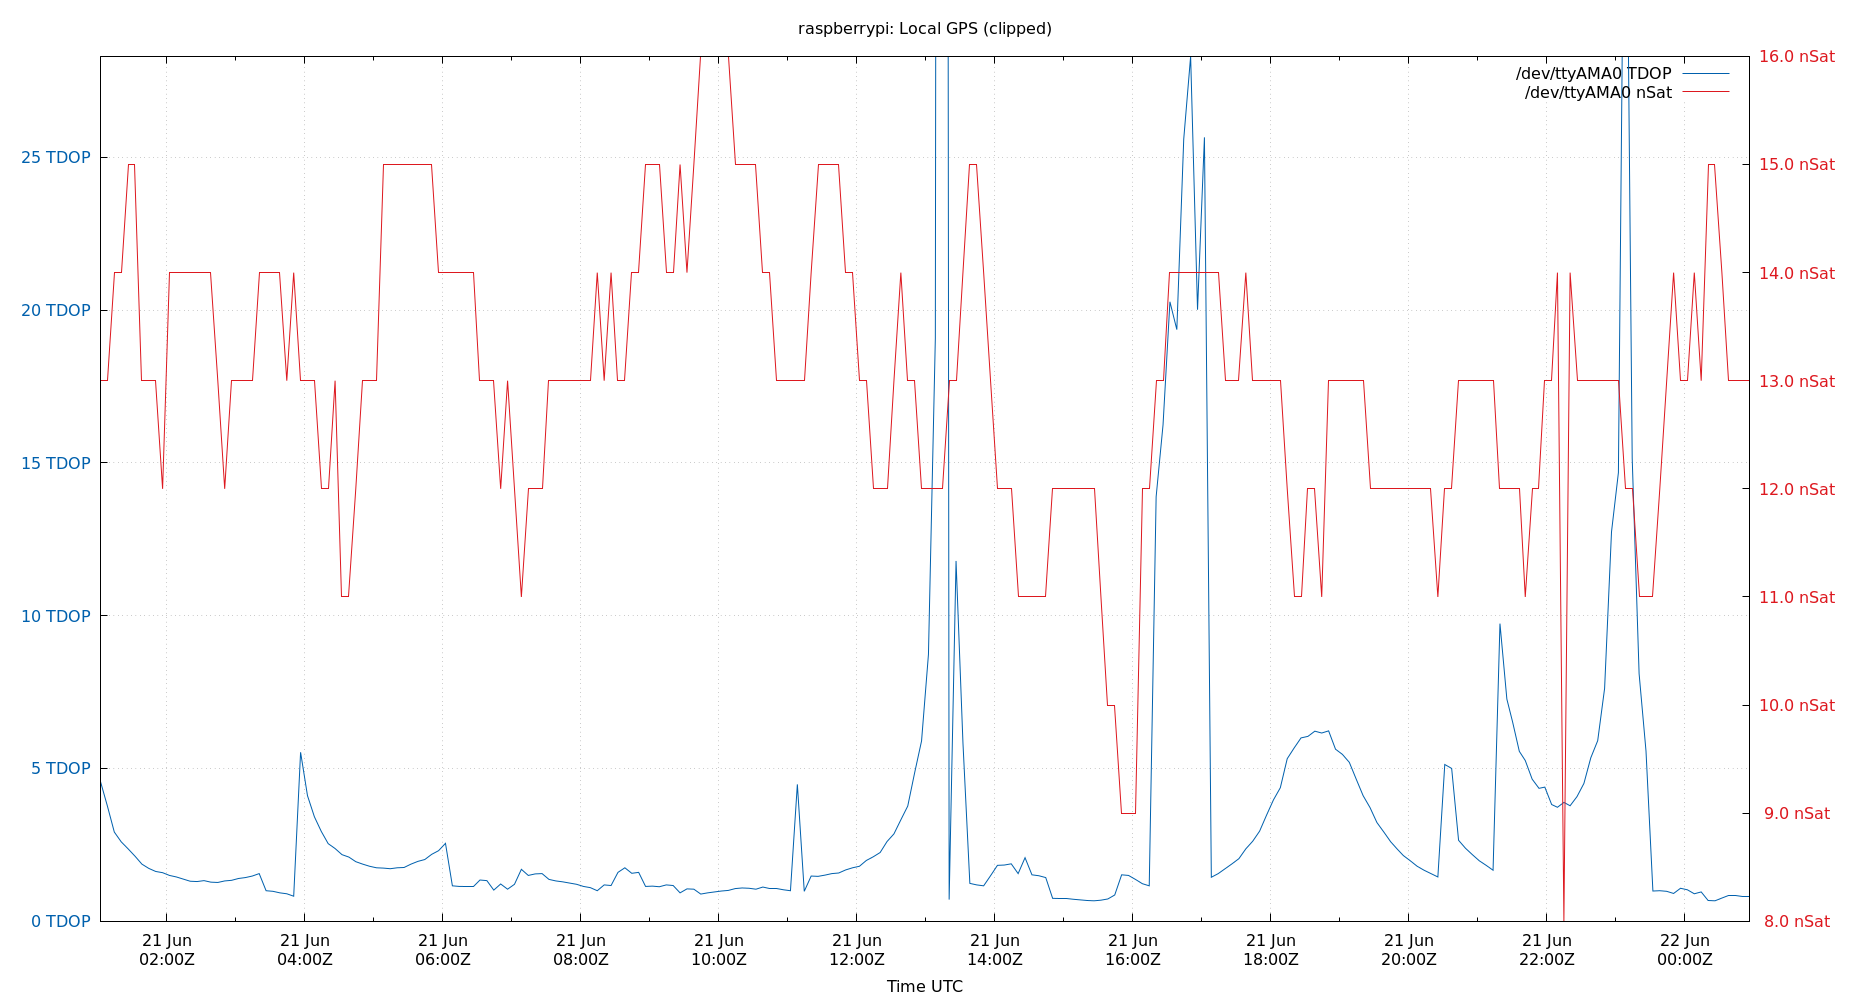 raspberrypi: Local GPS (clipped)
/dev/ttyAMA0 TDOP
/dev/ttyAMA0 nSat
25 TDOP
20 TDOP
15 TDOP
10 TDOP
5 TDOP
0 TDOP
16.0 nSat
15.0 nSat
14.0 nSat
13.0 nSat
12.0 nSat
11.0 nSat
10.0 nSat
9.0 nSat
8.0 nSat
21 Jun 21 Jun 21 Jun 21 Jun 21 Jun 21 Jun 21 Jun 21 Jun 21 Jun 21 Jun 21 Jun 22 Jun
02:00Z 04:00Z 06:00Z 08:00Z 10:00Z 12:00Z 14:00Z 16:00Z 18:00Z 20:00Z 22:00Z 00:00Z
Time UTC